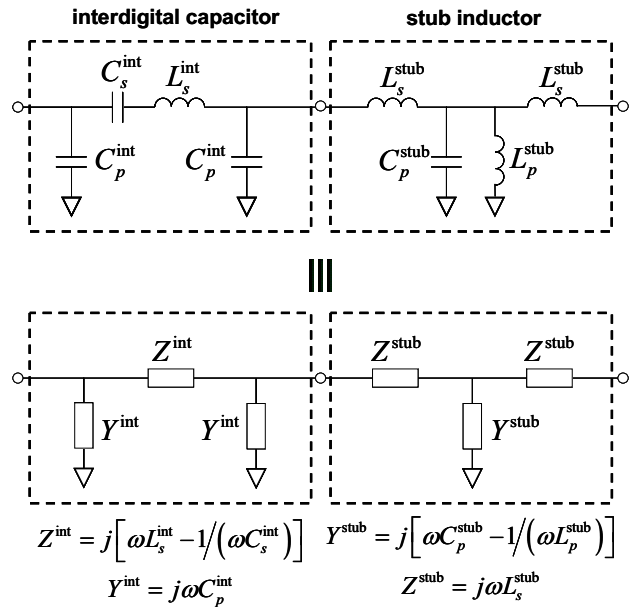 interdigital capacitor stub inductor
C_s^int L_s^int L_s^stub L_s^stub
C_p^int C_p^int C_p^stub L_p^stub
Z^int Z^stub Z^stub
Y^int Y^int Y^stub
Z^int = j[ωL_s^int −1/(ωC_s^int)] Y^stub = j[ωC_p^stub −1/(ωL_p^stub)]
Y^int = jωC_p^int Z^stub = jωL_s^stub